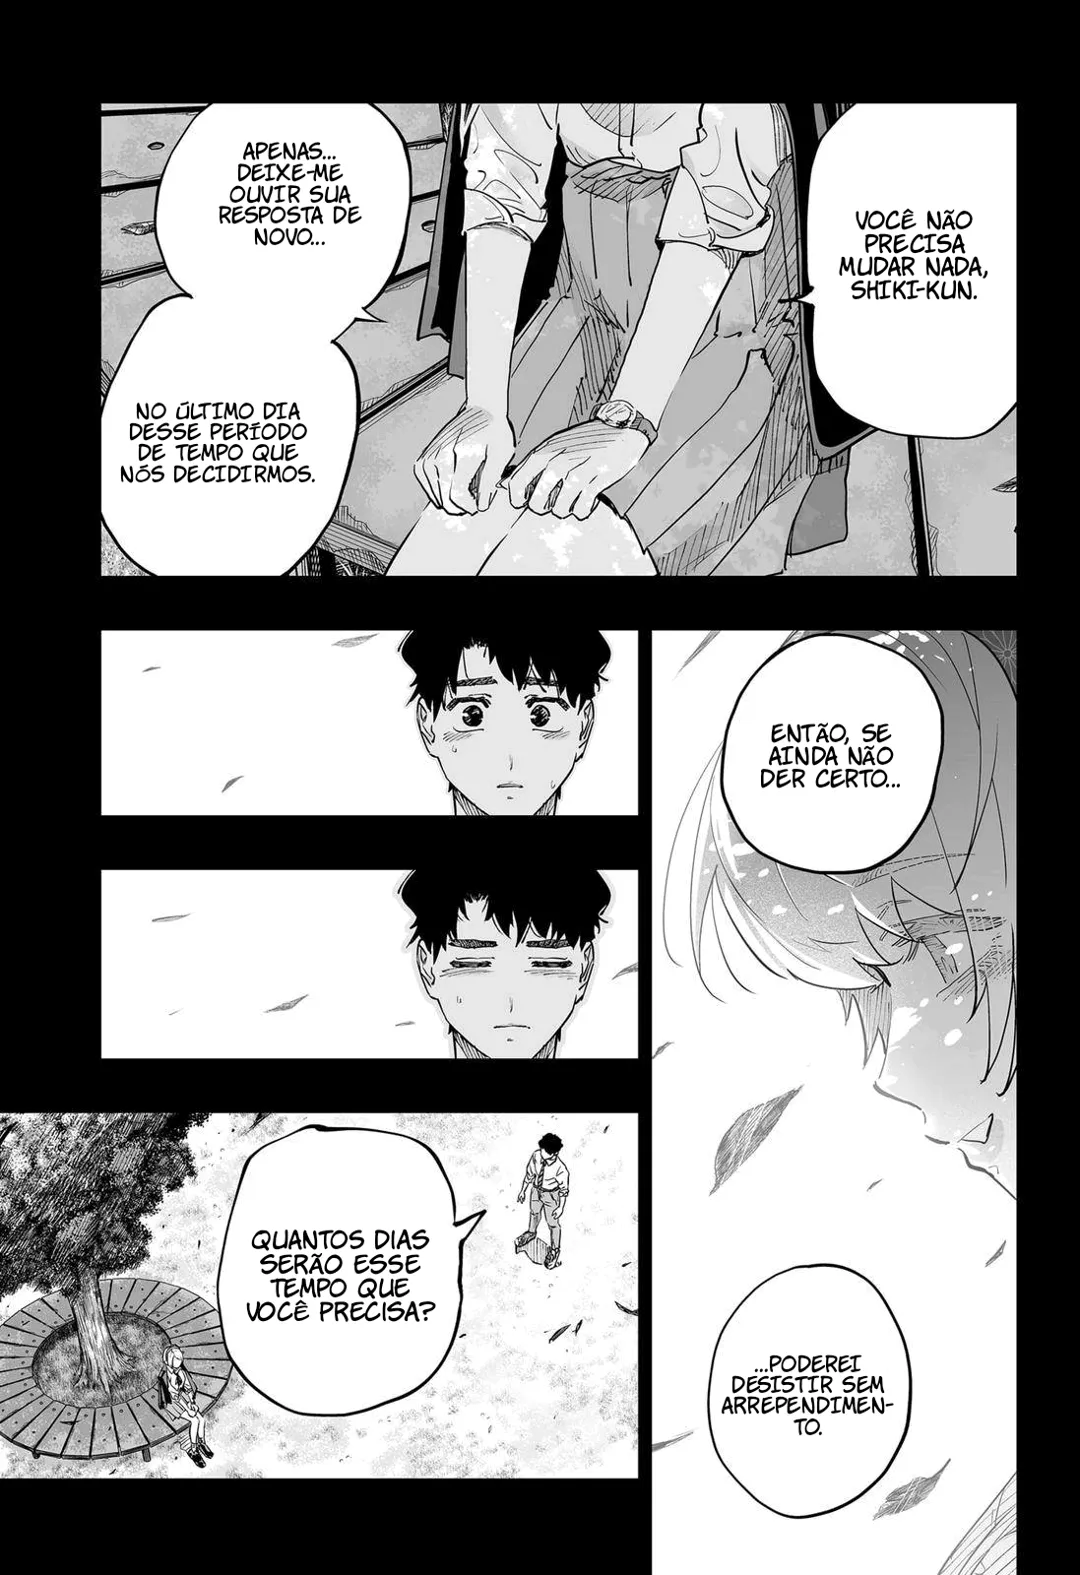 VOCÊ NÃO
PRECISA
MUDAR NADA,
SHIKI-KUN.
APENAS...
DEIXE-ME
OUVIR SUA
RESPOSTA DE
NOVO...
NO ÚLTIMO DIA
DESSE PERÍODO
DE TEMPO QUE
NÓS DECIDIRMOS.
ENTÃO, SE
AINDA NÃO
DER CERTO...
...PODEREI
DESISTIR SEM
ARREPENDIMEN-
TO.
QUANTOS DIAS
SERÃO ESSE
TEMPO QUE
VOCÊ PRECISA?